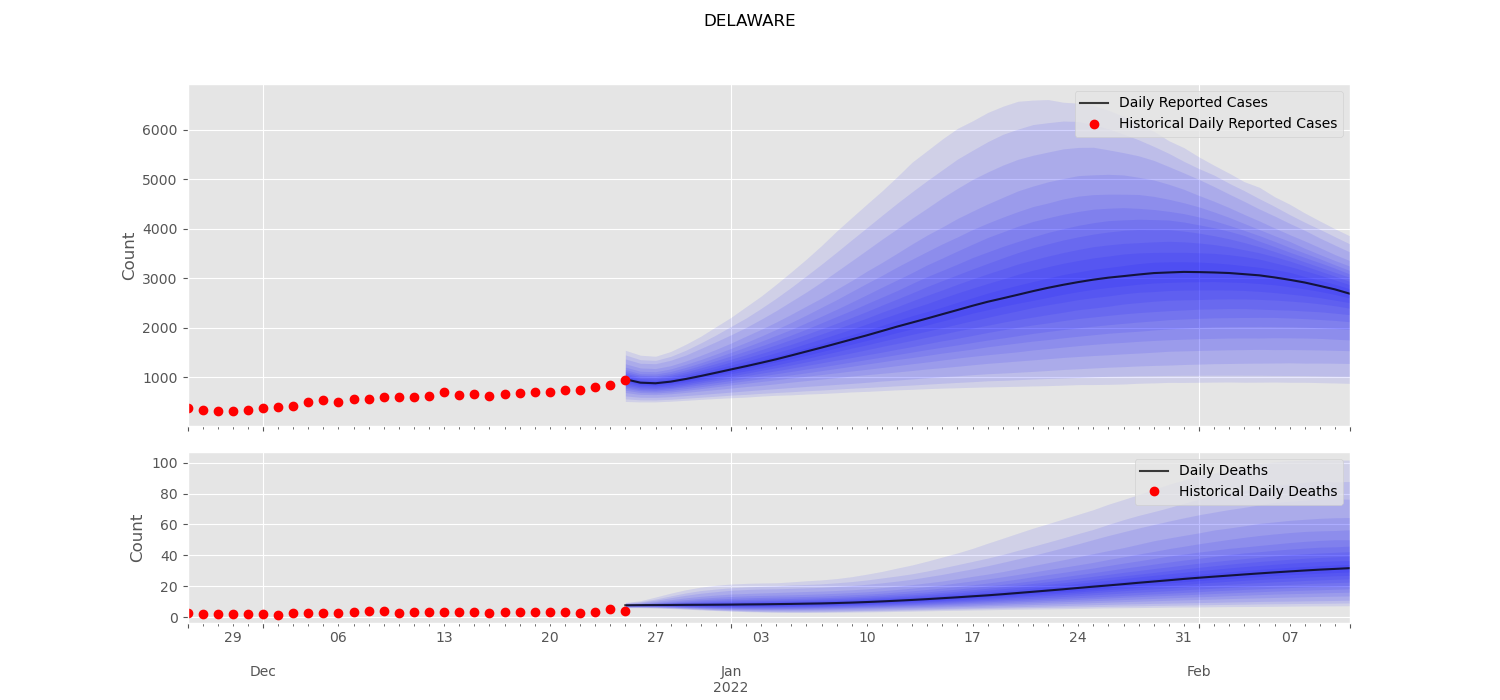 DELAWARE
Daily Reported Cases
Historical Daily Reported Cases
6000
5000
4000
3000
2000
1000
Count
Daily Deaths
Historical Daily Deaths
100
80
60
40
20
0
Count
29 06 13 20 27 03 10 17 24 31 07
Dec Jan Feb
2022